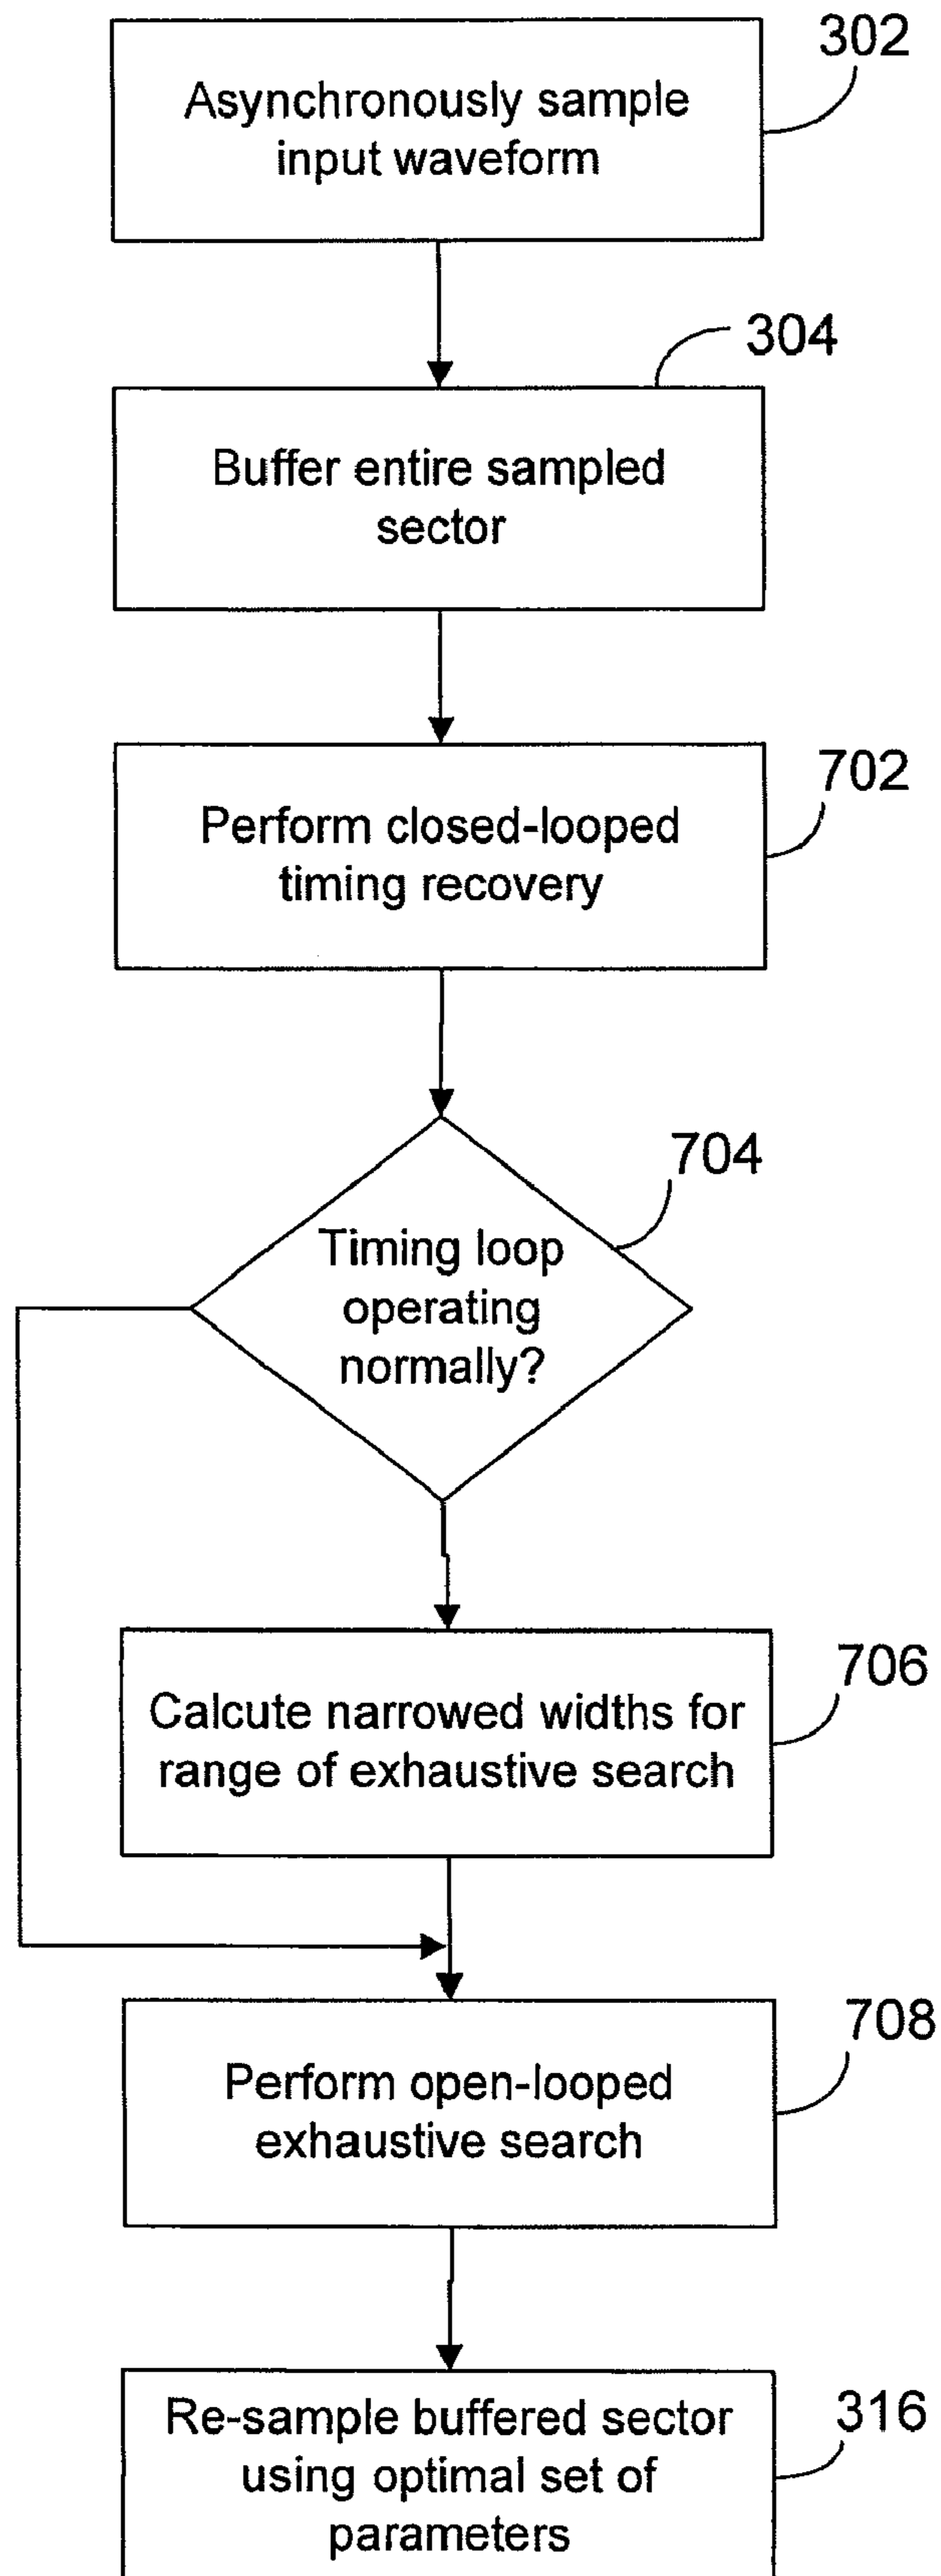 302
Asynchronously sample
input waveform
304
Buffer entire sampled
sector
702
Perform closed-looped
timing recovery
704
Timing loop
operating
normally?
706
Calcute narrowed widths for
range of exhaustive search
708
Perform open-looped
exhaustive search
316
Re-sample buffered sector
using optimal set of
parameters